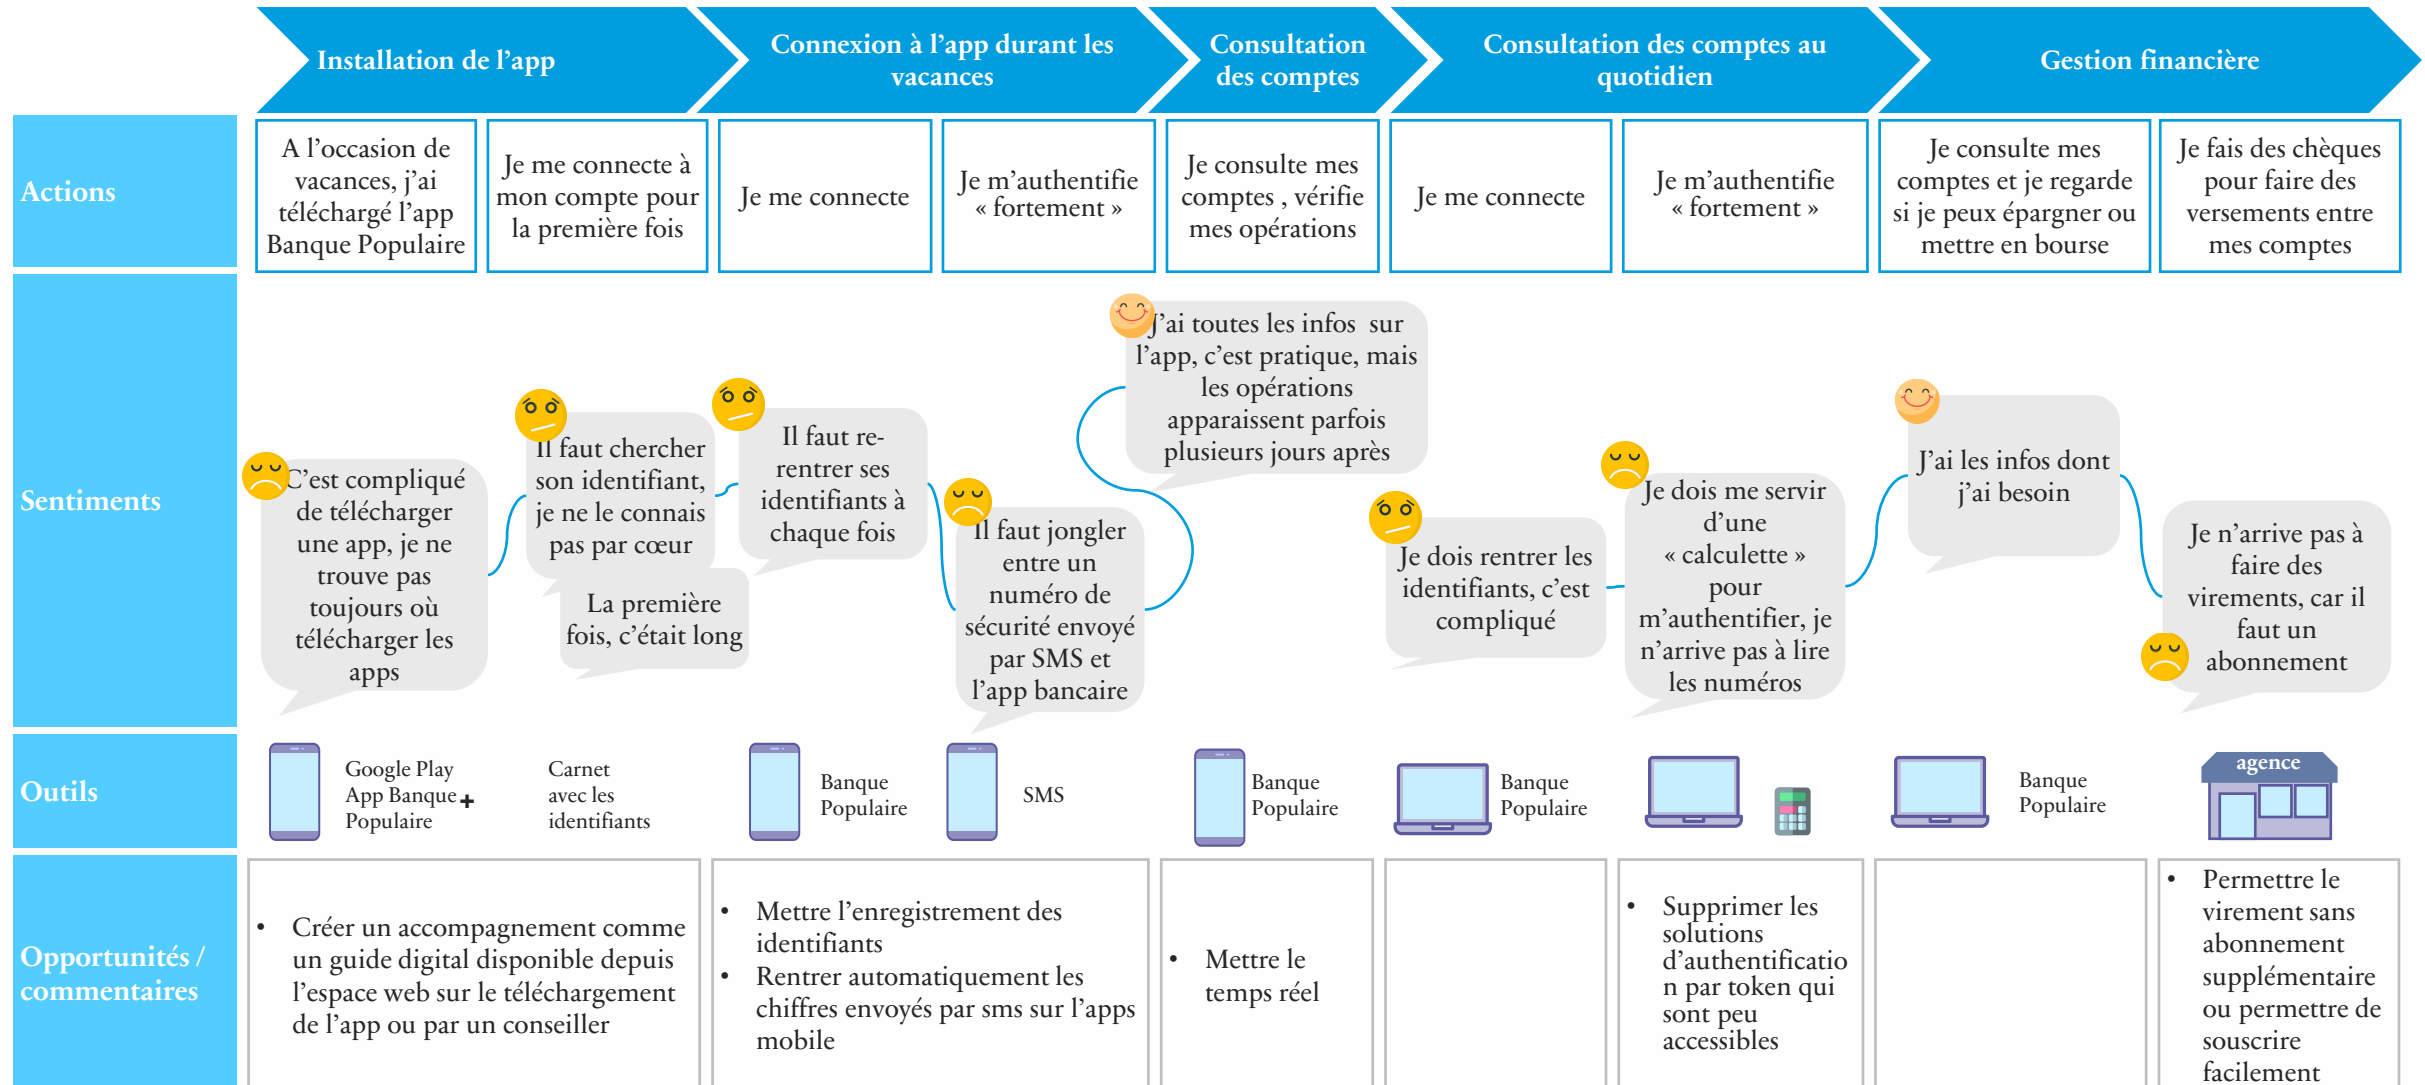 Installation de l’app
Connexion à l’app durant les
vacances
Consultation
des comptes
Consultation des comptes au
quotidien
Gestion financière
Actions
A l’occasion de
vacances, j’ai
téléchargé l’app
Banque Populaire
Je me connecte à
mon compte pour
la première fois
Je me connecte
Je m’authentifie
« fortement »
Je consulte mes
comptes , vérifie
mes opérations
Je me connecte
Je m’authentifie
« fortement »
Je consulte mes
comptes et je regarde
si je peux épargner ou
mettre en bourse
Je fais des chèques
pour faire des
versements entre
mes comptes
Sentiments
C’est compliqué
de télécharger
une app, je ne
trouve pas
toujours où
télécharger les
apps
Il faut chercher
son identifiant,
je ne le connais
pas par cœur
La première
fois, c’était long
Il faut re-
rentrer ses
identifiants à
chaque fois
Il faut jongler
entre un
numéro de
sécurité envoyé
par SMS et
l’app bancaire
J’ai toutes les infos sur
l’app, c’est pratique, mais
les opérations
apparaissent parfois
plusieurs jours après
Je dois rentrer les
identifiants, c’est
compliqué
Je dois me servir
d’une
« calculette »
pour
m’authentifier, je
n’arrive pas à lire
les numéros
J’ai les infos dont
j’ai besoin
Je n’arrive pas à
faire des
virements, car il
faut un
abonnement
Outils
Google Play
App Banque
Populaire
+
Carnet
avec les
identifiants
Banque
Populaire
SMS
Banque
Populaire
Banque
Populaire
Banque
Populaire
agence
Opportunités /
commentaires
• Créer un accompagnement comme
un guide digital disponible depuis
l’espace web sur le téléchargement
de l’app ou par un conseiller
• Mettre l’enregistrement des
identifiants
• Rentrer automatiquement les
chiffres envoyés par sms sur l’apps
mobile
• Mettre le
temps réel
• Supprimer les
solutions
d’authentificatio
n par token qui
sont peu
accessibles
• Permettre le
virement sans
abonnement
supplémentaire
ou permettre de
souscrire
facilement